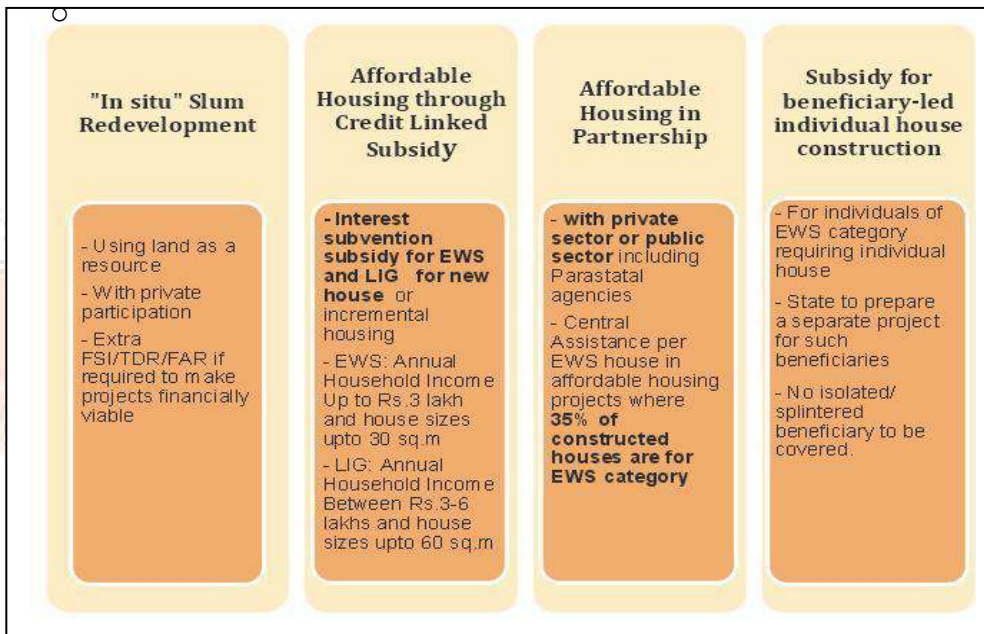 "In situ" Slum
Redevelopment
- Using land as a
resource
- With private
participation
- Extra
FSI/TDR/FAR if
required to make
projects financially
viable
Affordable
Housing through
Credit Linked
Subsidy
- Interest
subvention
subsidy for EWS
and LIG for new
house or
incremental
housing
- EWS: Annual
Household Income
Up to Rs.3 lakh
and house sizes
upto 30 sq.m
- LIG: Annual
Household Income
Between Rs.3-6
lakhs and house
sizes upto 60 sq.m
Affordable
Housing in
Partnership
- with private
sector or public
sector including
Parastatal
agencies
- Central
Assistance per
EWS house in
affordable housing
projects where
35% of
constructed
houses are for
EWS category
Subsidy for
beneficiary-led
individual house
construction
- For individuals of
EWS category
requiring individual
house
- State to prepare
a separate project
for such
beneficiaries
- No isolated/
splintered
beneficiary to be
covered.